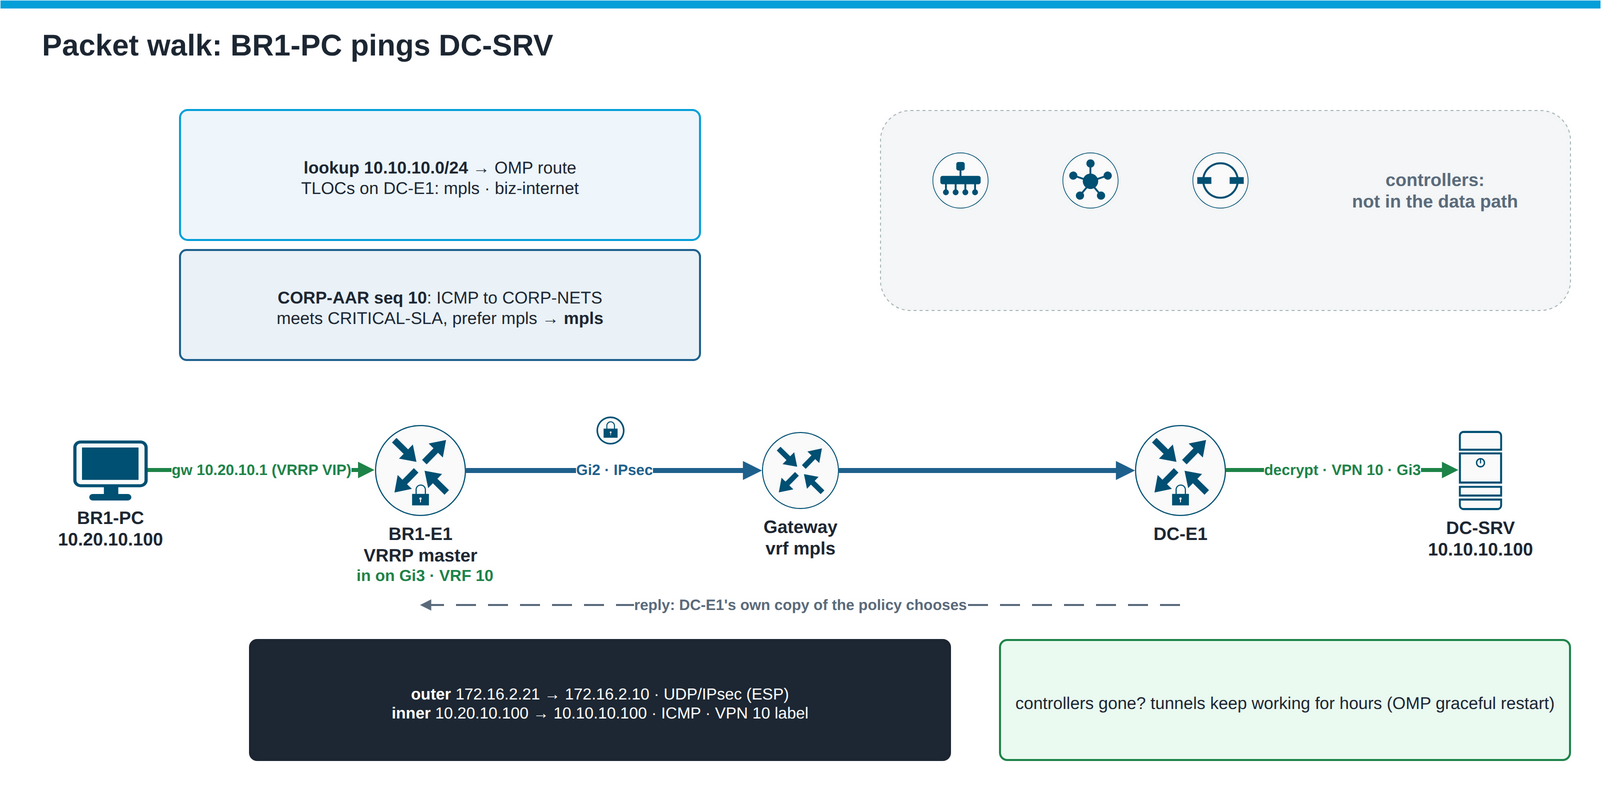 Packet walk: BR1-PC pings DC-SRV
lookup 10.10.10.0/24 → OMP route
TLOCs on DC-E1: mpls · biz-internet
controllers:
not in the data path
CORP-AAR seq 10: ICMP to CORP-NETS
meets CRITICAL-SLA, prefer mpls → mpls
gw 10.20.10.1 (VRRP VIP)
Gi2 · IPsec
decrypt · VPN 10 · Gi3
BR1-PC
10.20.10.100
BR1-E1
VRRP master
in on Gi3 · VRF 10
Gateway
vrf mpls
DC-E1
DC-SRV
10.10.10.100
reply: DC-E1's own copy of the policy chooses
outer 172.16.2.21 → 172.16.2.10 · UDP/IPsec (ESP)
inner 10.20.10.100 → 10.10.10.100 · ICMP · VPN 10 label
controllers gone? tunnels keep working for hours (OMP graceful restart)